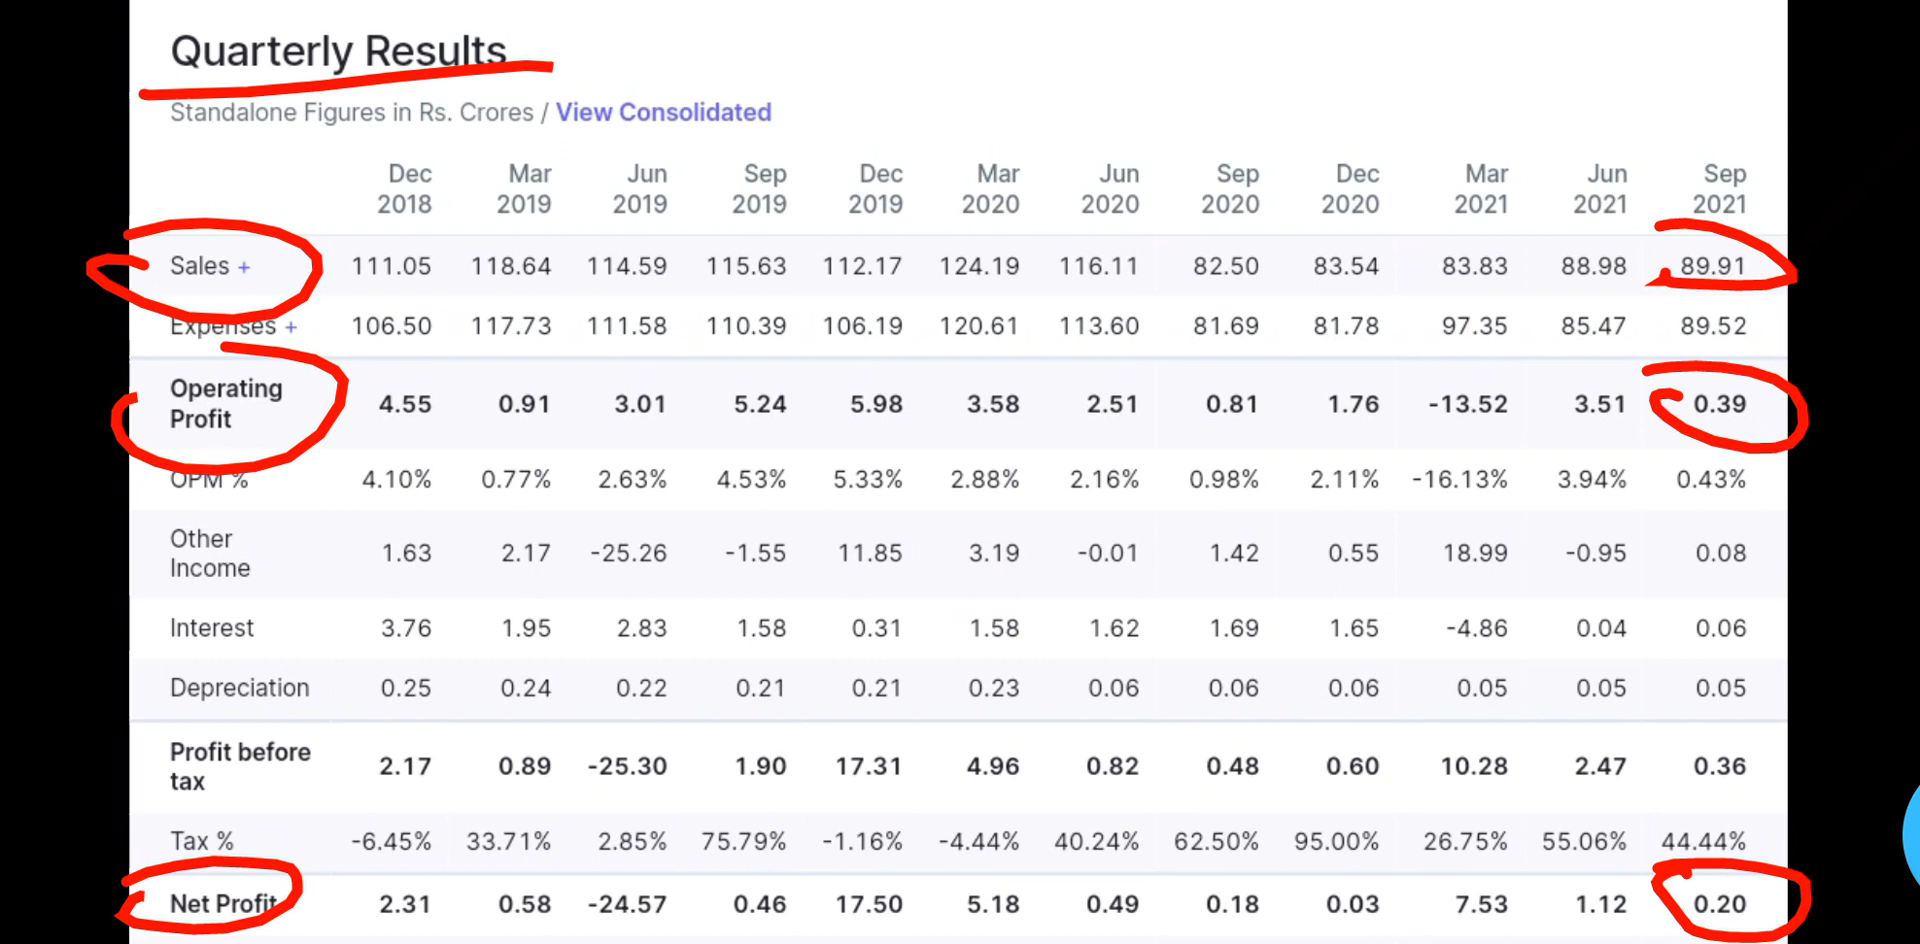 Quarterly Results
Standalone Figures in Rs. Crores / View Consolidated
Dec 2018 Mar 2019 Jun 2019 Sep 2019 Dec 2019 Mar 2020 Jun 2020 Sep 2020 Dec 2020 Mar 2021 Jun 2021 Sep 2021
Sales + 111.05 118.64 114.59 115.63 112.17 124.19 116.11 82.50 83.54 83.83 88.98 89.91
Expenses + 106.50 117.73 111.58 110.39 106.19 120.61 113.60 81.69 81.78 97.35 85.47 89.52
Operating Profit 4.55 0.91 3.01 5.24 5.98 3.58 2.51 0.81 1.76 -13.52 3.51 0.39
OPM % 4.10% 0.77% 2.63% 4.53% 5.33% 2.88% 2.16% 0.98% 2.11% -16.13% 3.94% 0.43%
Other Income 1.63 2.17 -25.26 -1.55 11.85 3.19 -0.01 1.42 0.55 18.99 -0.95 0.08
Interest 3.76 1.95 2.83 1.58 0.31 1.58 1.62 1.69 1.65 -4.86 0.04 0.06
Depreciation 0.25 0.24 0.22 0.21 0.21 0.23 0.06 0.06 0.06 0.05 0.05 0.05
Profit before tax 2.17 0.89 -25.30 1.90 17.31 4.96 0.82 0.48 0.60 10.28 2.47 0.36
Tax % -6.45% 33.71% 2.85% 75.79% -1.16% -4.44% 40.24% 62.50% 95.00% 26.75% 55.06% 44.44%
Net Profit 2.31 0.58 -24.57 0.46 17.50 5.18 0.49 0.18 0.03 7.53 1.12 0.20